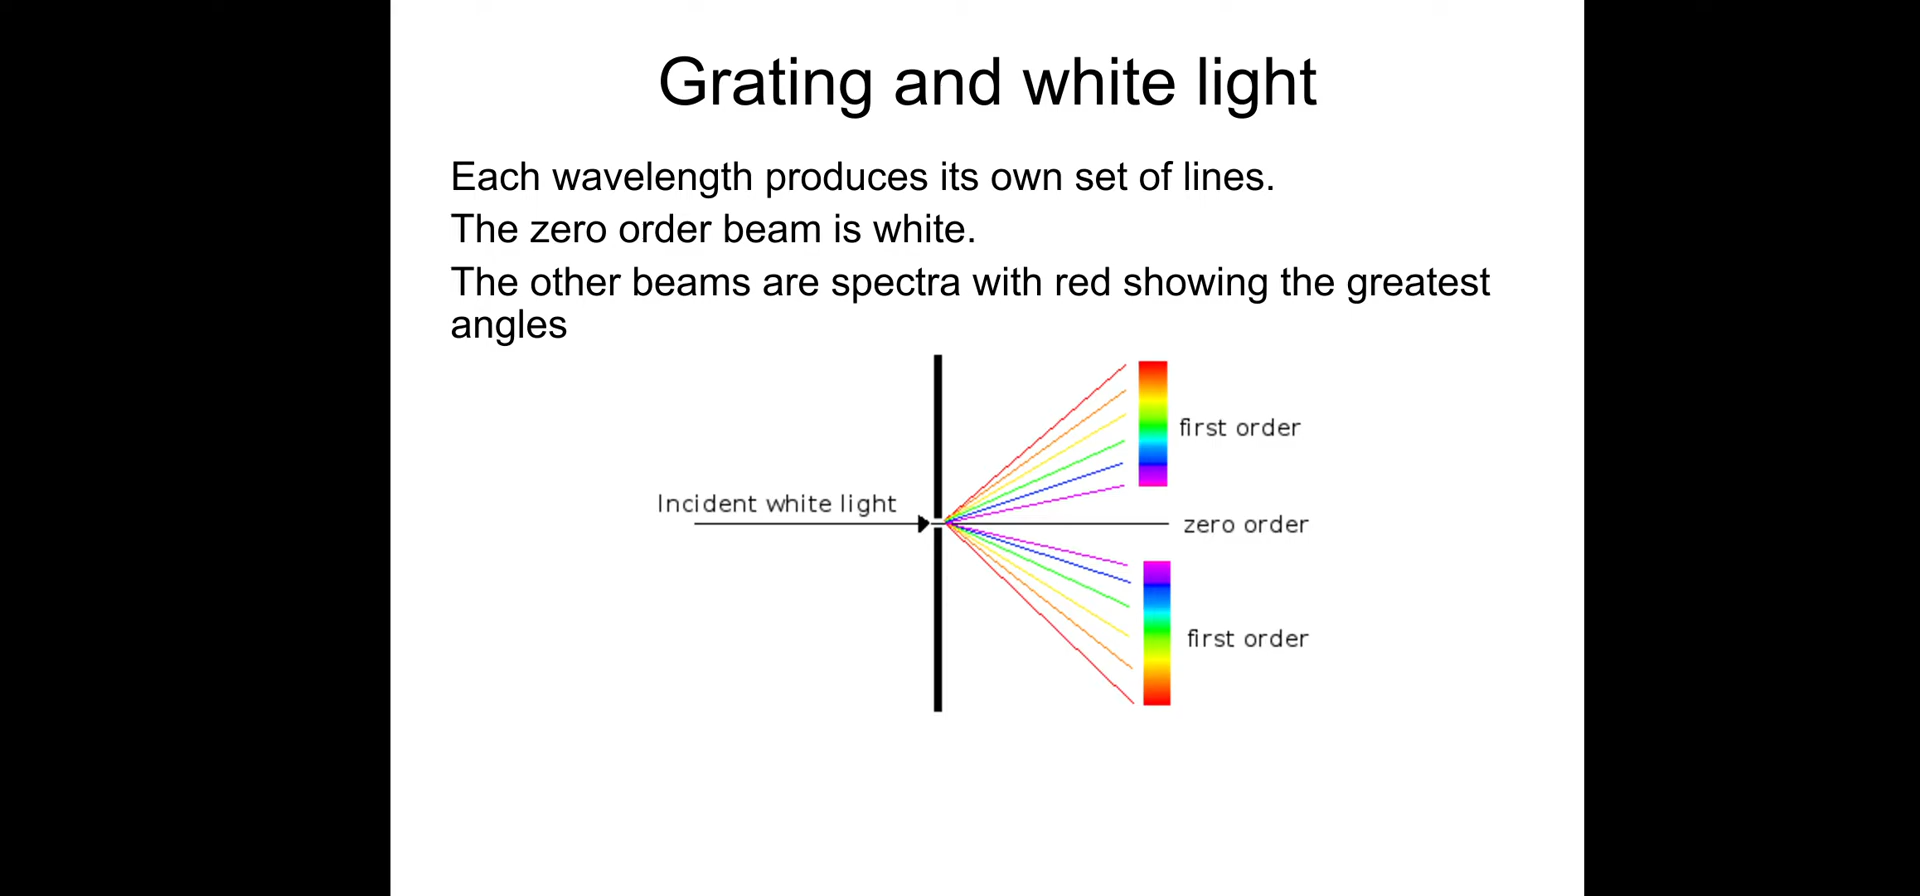 Grating and white light
Each wavelength produces its own set of lines.
The zero order beam is white.
The other beams are spectra with red showing the greatest
angles
first order
Incident white light
zero order
first order